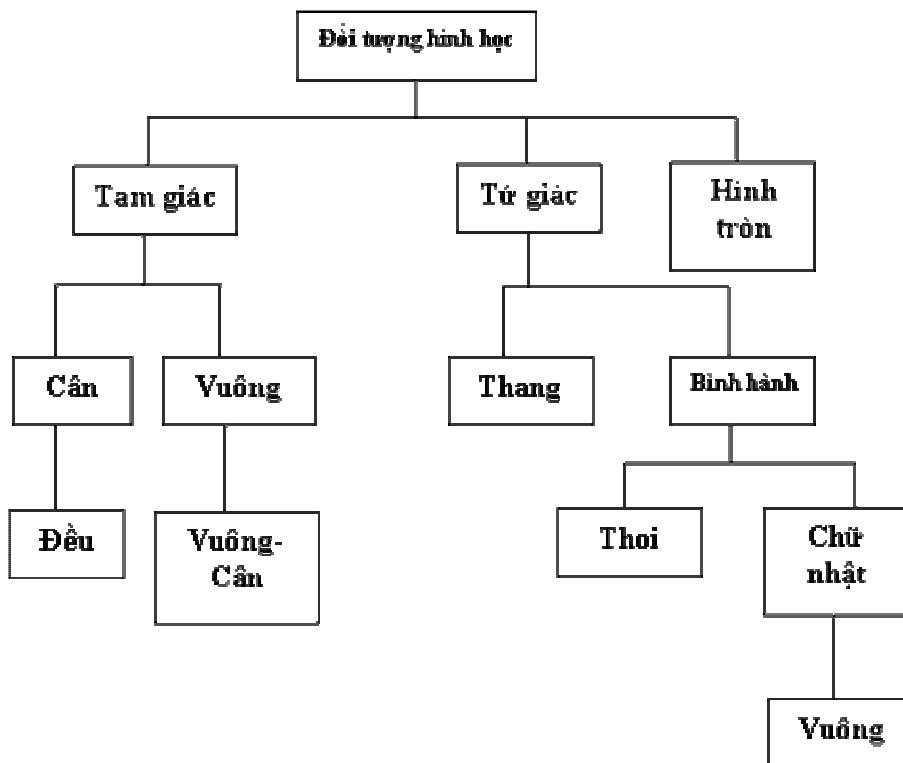 Đối tượng hình học
Tam giác
Tứ giác
Hình
tròn
Cân
Vuông
Thang
Bình hành
Đều
Vuông-
Cân
Thoi
Chữ
nhật
Vuông